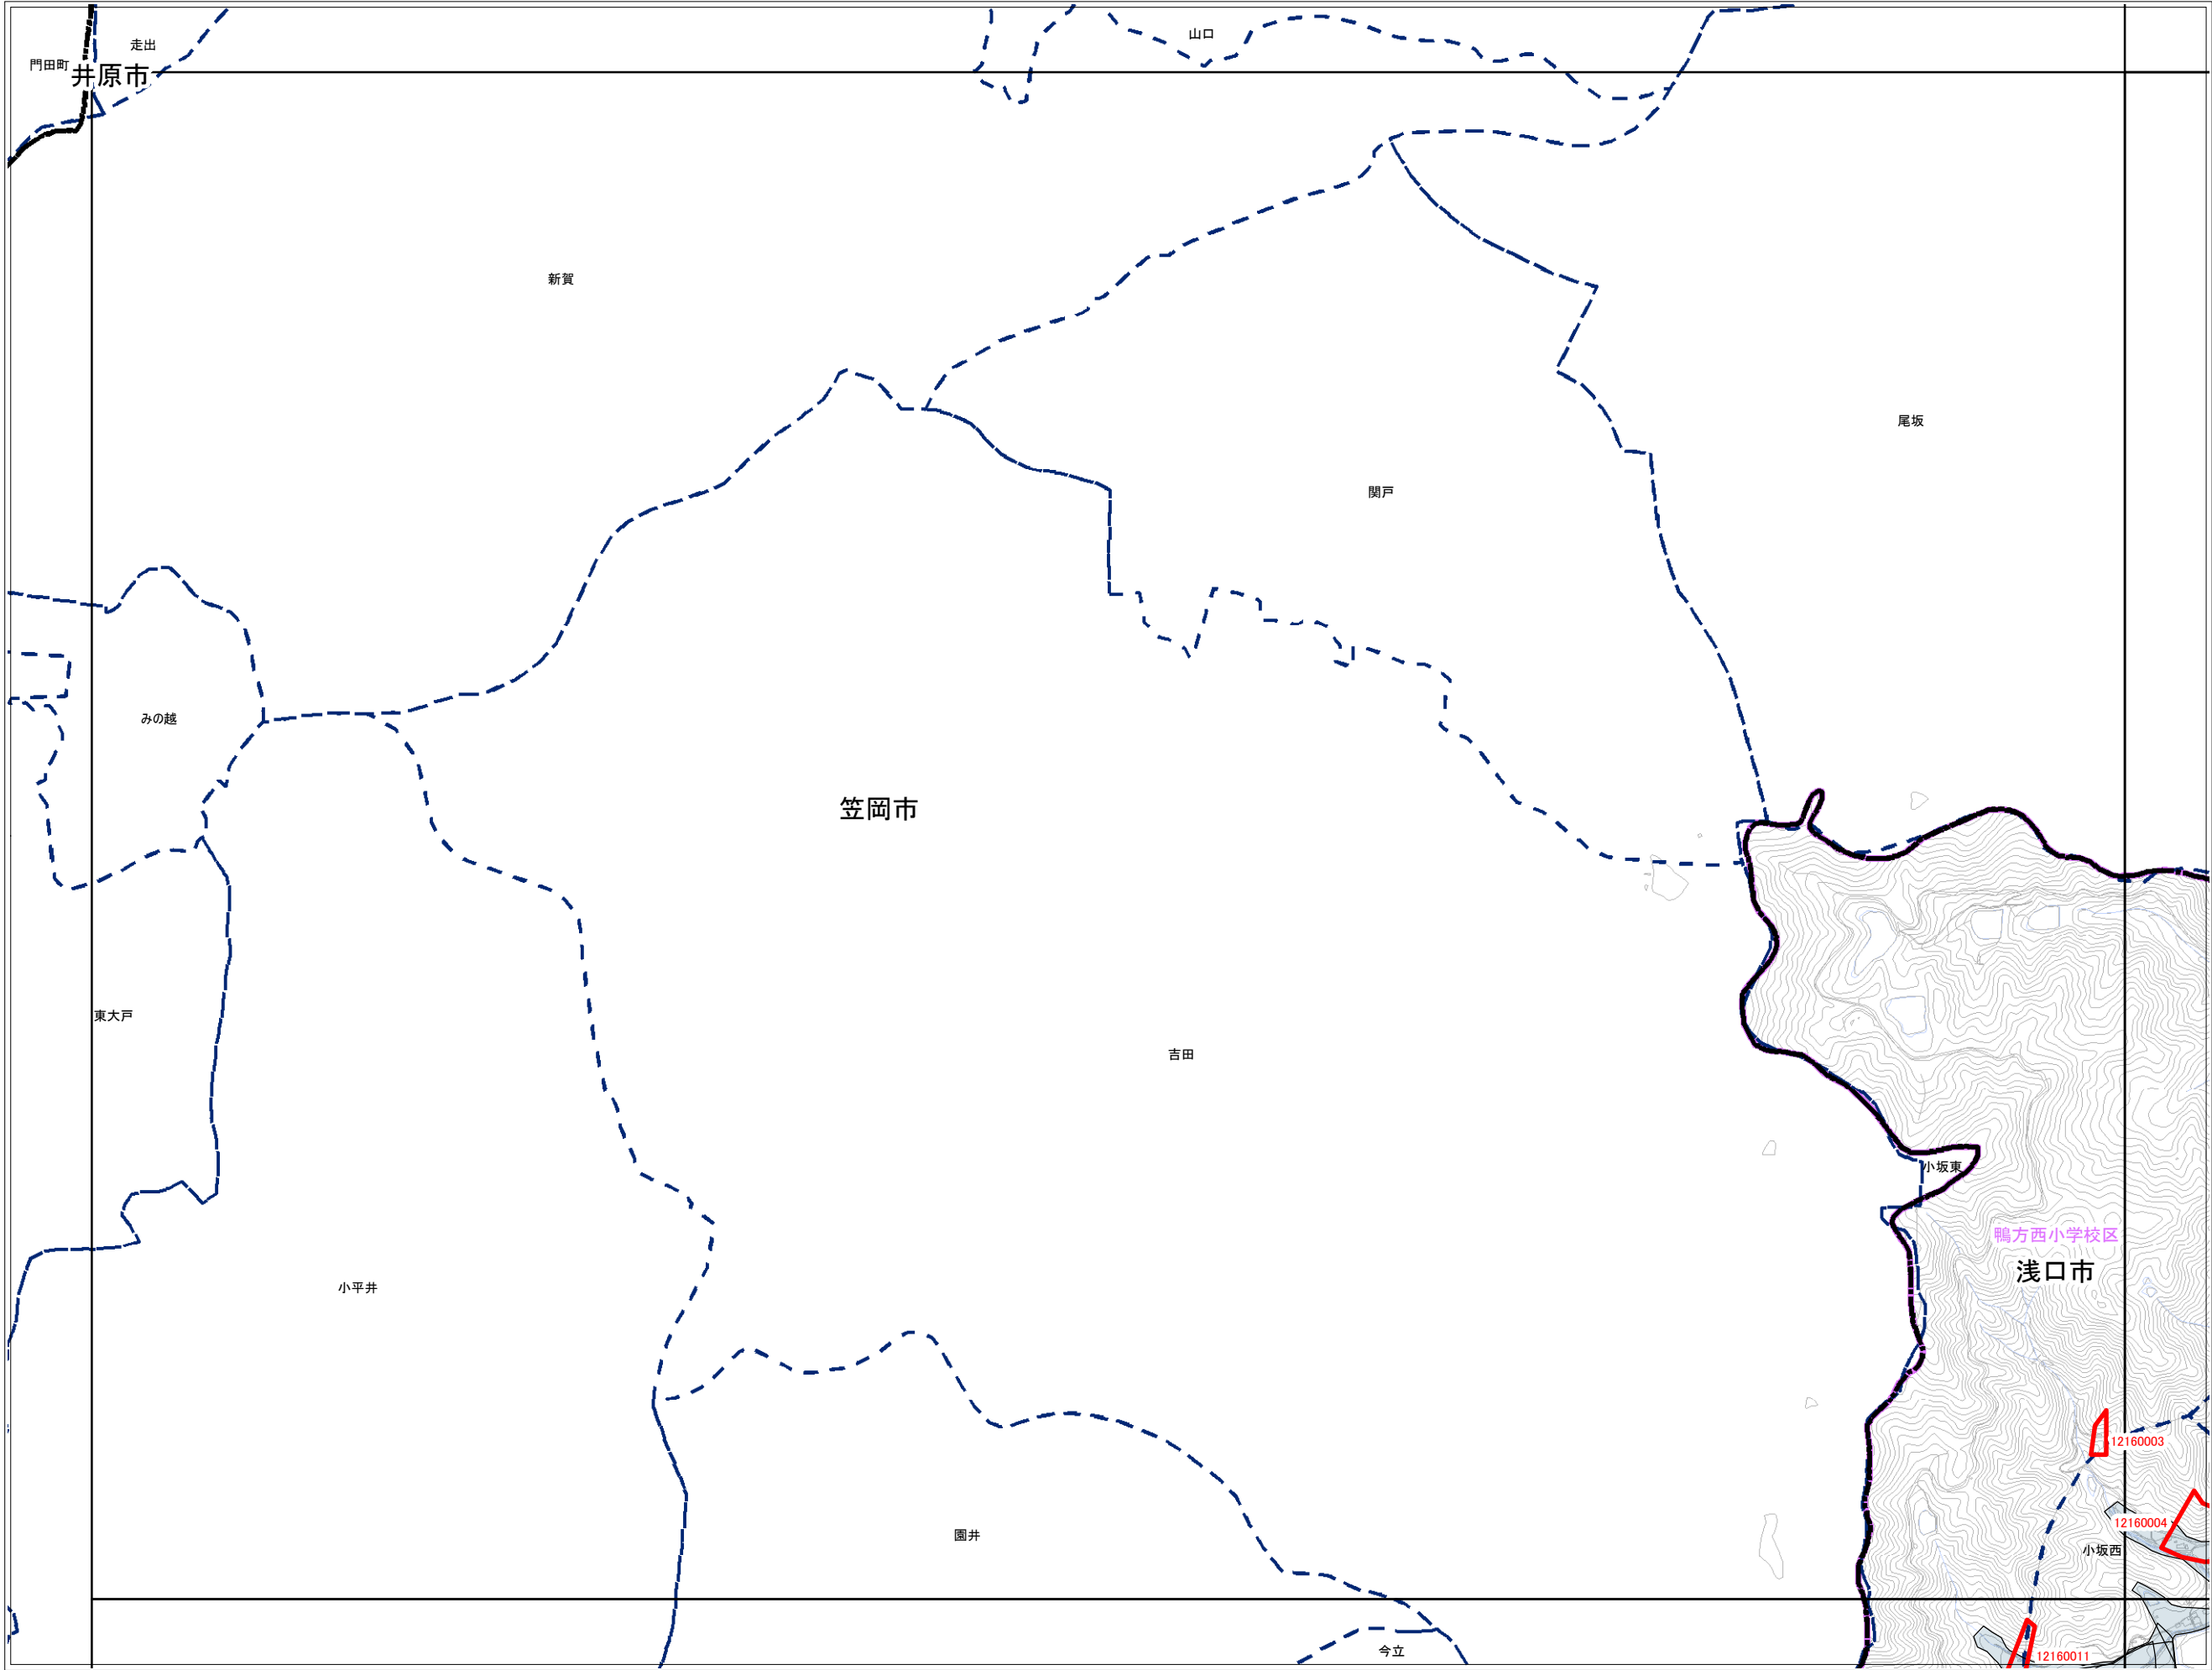 山口
走出
門田町
井原市
新賀
尾坂
関戸
みの越
笠岡市
東大戸
吉田
小坂東
鴨方西小学校区
浅口市
小平井
12160003
12160004
園井
小坂西
今立
12160011